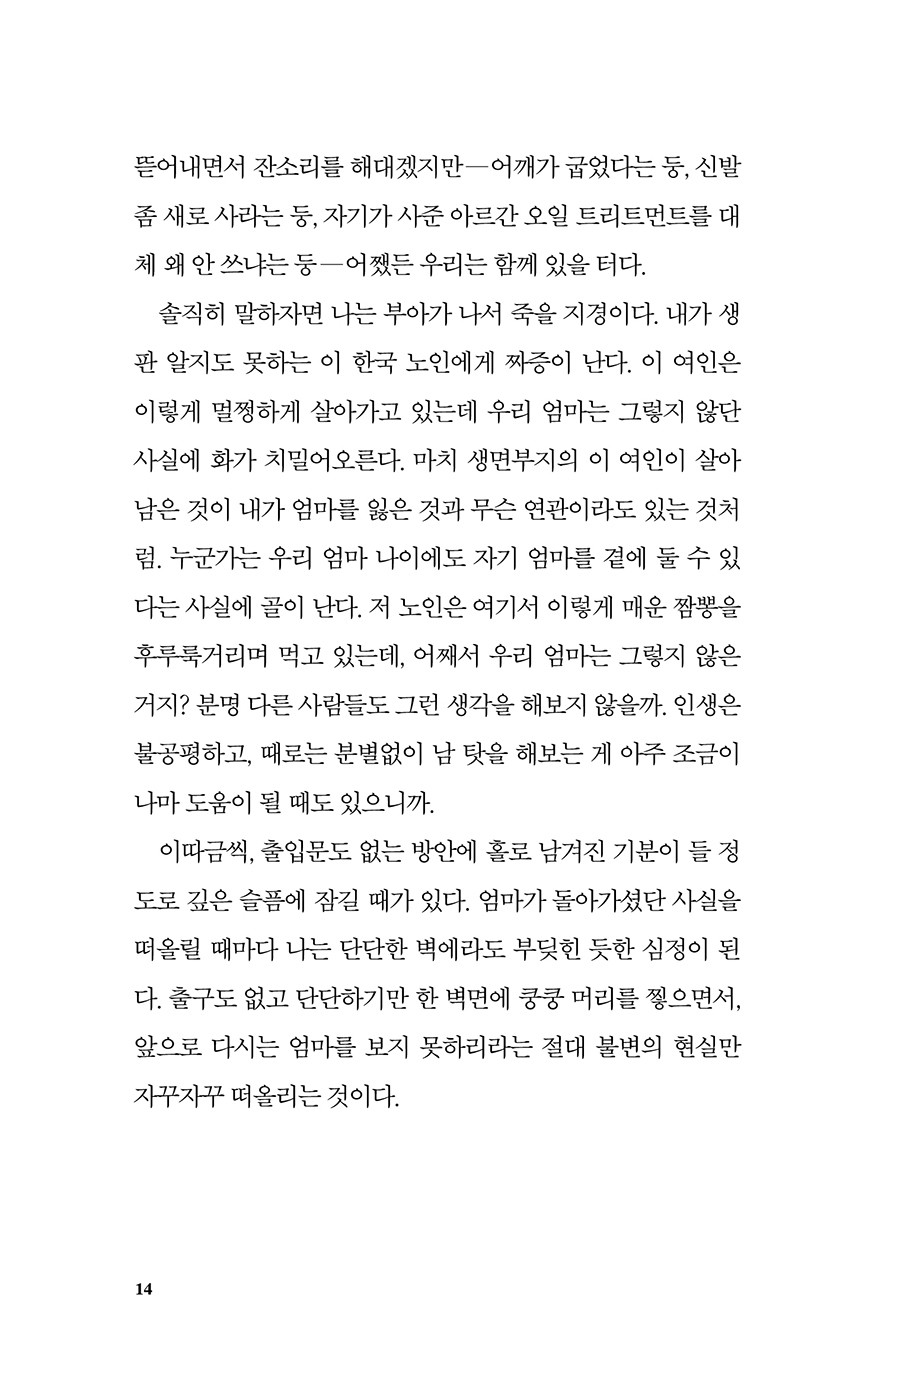 뜯어내면서 잔소리를 해대겠지만—어깨가 굽었다는 둥, 신발
좀 새로 사라는 둥, 자기가 사준 아르간 오일 트리트먼트를 대
체 왜 안 쓰냐는 둥—어쨌든 우리는 함께 있을 터다.
솔직히 말하자면 나는 부아가 나서 죽을 지경이다. 내가 생
판 알지도 못하는 이 한국 노인에게 짜증이 난다. 이 여인은
이렇게 멀쩡하게 살아가고 있는데 우리 엄마는 그렇지 않단
사실에 화가 치밀어오른다. 마치 생면부지의 이 여인이 살아
남은 것이 내가 엄마를 잃은 것과 무슨 연관이라도 있는 것처
럼. 누군가는 우리 엄마 나이에도 자기 엄마를 곁에 둘 수 있
다는 사실에 골이 난다. 저 노인은 여기서 이렇게 매운 짬뽕을
후루룩거리며 먹고 있는데, 어째서 우리 엄마는 그렇지 않은
거지? 분명 다른 사람들도 그런 생각을 해보지 않을까. 인생은
불공평하고, 때로는 분별없이 남 탓을 해보는 게 아주 조금이
나마 도움이 될 때도 있으니까.
이따금씩, 출입문도 없는 방안에 홀로 남겨진 기분이 들 정
도로 깊은 슬픔에 잠길 때가 있다. 엄마가 돌아가셨단 사실을
떠올릴 때마다 나는 단단한 벽에라도 부딪힌 듯한 심정이 된
다. 출구도 없고 단단하기만 한 벽면에 쿵쿵 머리를 찧으면서,
앞으로 다시는 엄마를 보지 못하리라는 절대 불변의 현실만
자꾸자꾸 떠올리는 것이다.
14